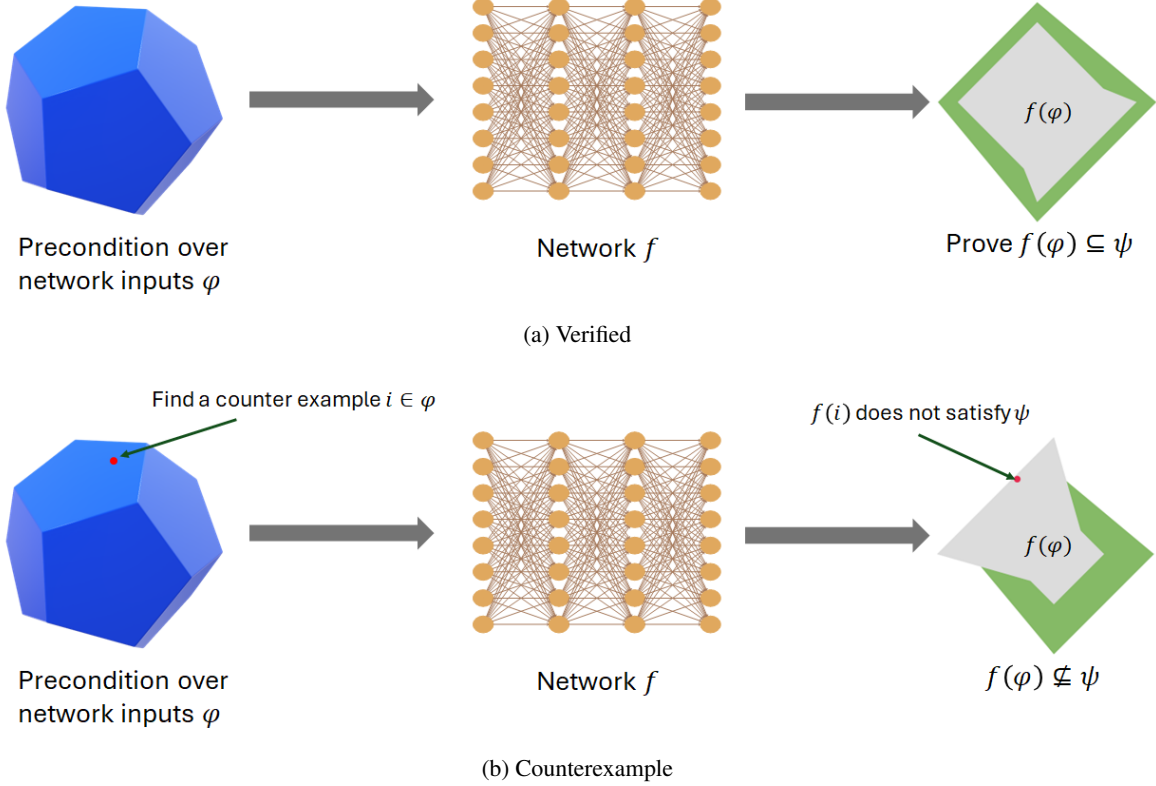 f(φ)
Precondition over
network inputs φ
Network f
Prove f(φ) ⊆ ψ
(a) Verified
Find a counter example i ∈ φ
f(i) does not satisfy ψ
f(φ)
Precondition over
network inputs φ
Network f
f(φ) ⊈ ψ
(b) Counterexample